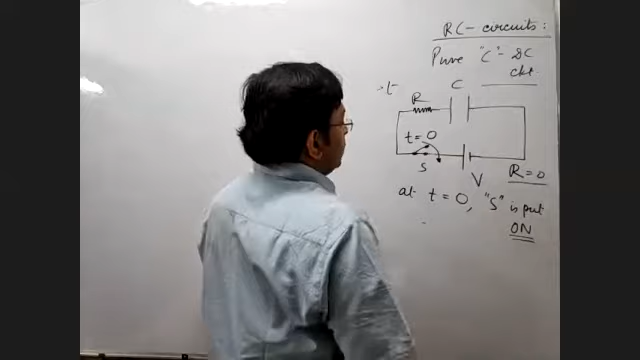 RC- circuits:
Pure "C"- DC
ckt.
C
R
t = 0
S
V
R = 0
at t = 0, "S" is put
ON